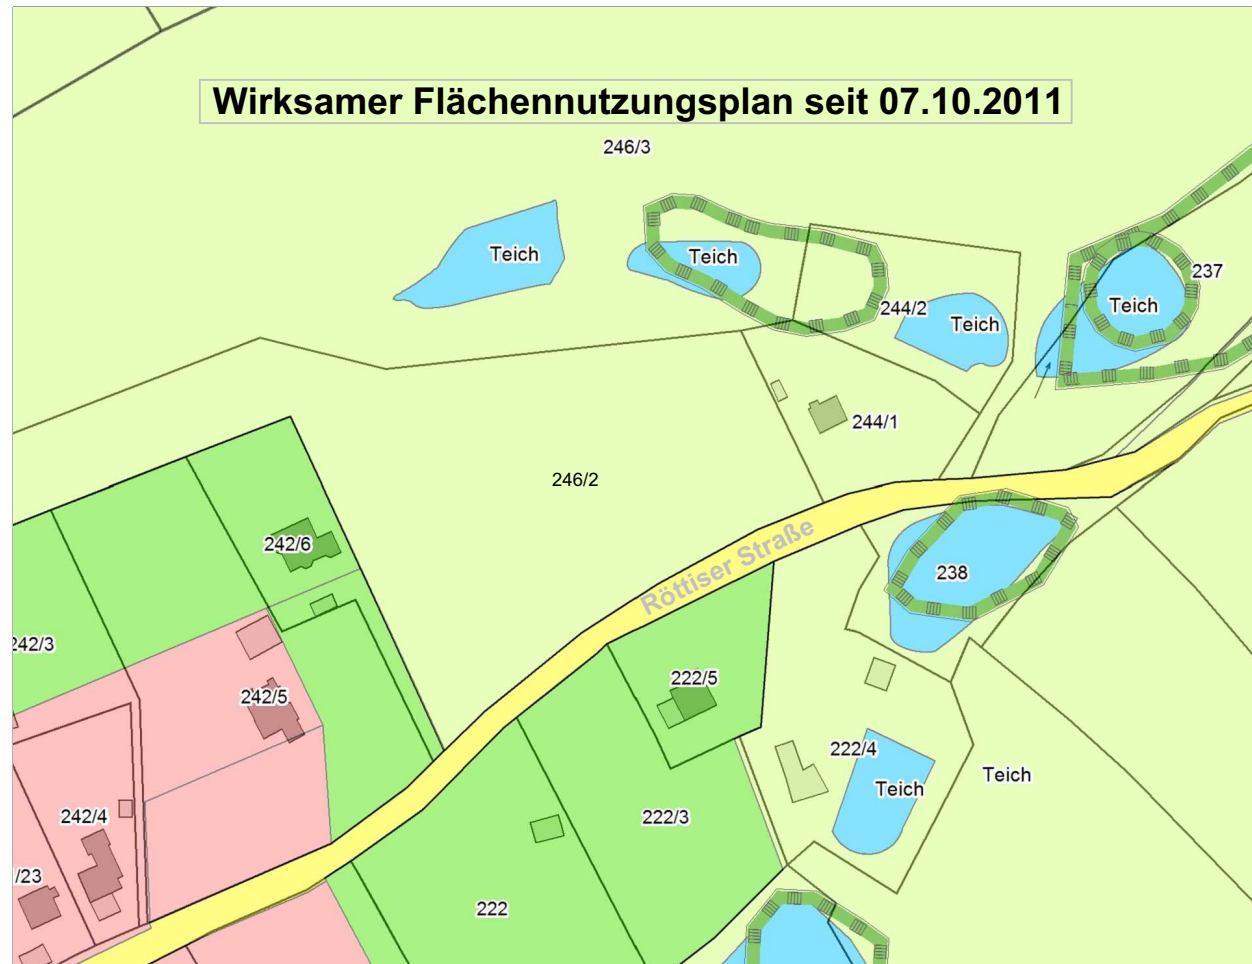 Wirksamer Flächennutzungsplan seit 07.10.2011
246/3
Teich
Teich
237
Teich
244/2
Teich
244/1
246/2
242/6
Röttiser Straße
238
242/3
222/5
242/5
222/4
Teich
Teich
242/4
222/3
/23
222